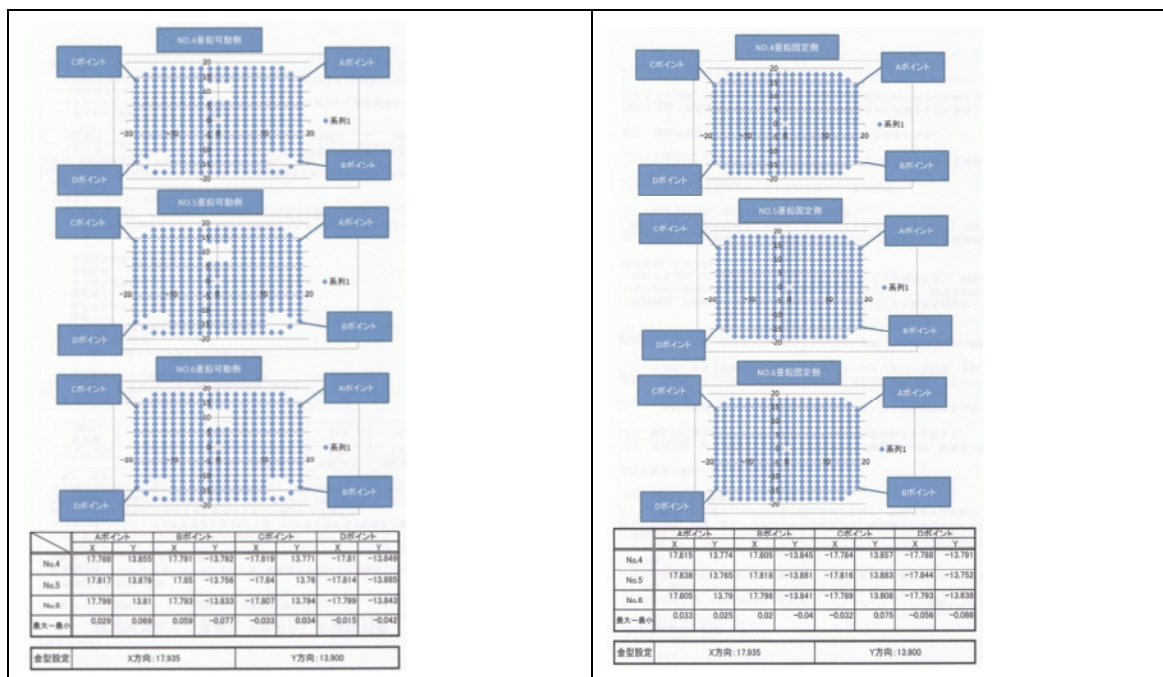 NO.4亜鉛可動側
Cポイント
Aポイント
系列1
Dポイント
Bポイント
NO.5亜鉛可動側
Cポイント
Aポイント
系列1
Dポイント
Bポイント
NO.6亜鉛可動側
Cポイント
Aポイント
系列1
Dポイント
Bポイント
Aポイント Bポイント Cポイント Dポイント
X Y X Y X Y X Y
No.4 17.788 13.855 17.791 -13.792 -17.819 13.771 -17.81 -13.849
No.5 17.817 13.879 17.85 -13.756 -17.84 13.76 -17.814 -13.885
No.6 17.799 13.81 17.793 -13.833 -17.807 13.794 -17.799 -13.843
最大-最小 0.029 0.069 0.059 -0.077 -0.033 0.034 -0.015 -0.042
金型設定 X方向:17.935 Y方向:13.900
NO.4亜鉛固定側
Cポイント
Aポイント
系列1
Dポイント
Bポイント
NO.5亜鉛固定側
Cポイント
Aポイント
系列1
Dポイント
Bポイント
NO.6亜鉛固定側
Cポイント
Aポイント
系列1
Dポイント
Bポイント
Aポイント Bポイント Cポイント Dポイント
X Y X Y X Y X Y
No.4 17.815 13.774 17.805 -13.845 -17.784 13.857 -17.788 -13.791
No.5 17.838 13.765 17.818 -13.881 -17.816 13.883 -17.844 -13.752
No.6 17.805 13.79 17.798 -13.841 -17.789 13.808 -17.793 -13.838
最大-最小 0.033 0.025 0.02 -0.04 -0.032 0.075 -0.056 -0.086
金型設定 X方向:17.935 Y方向:13.900